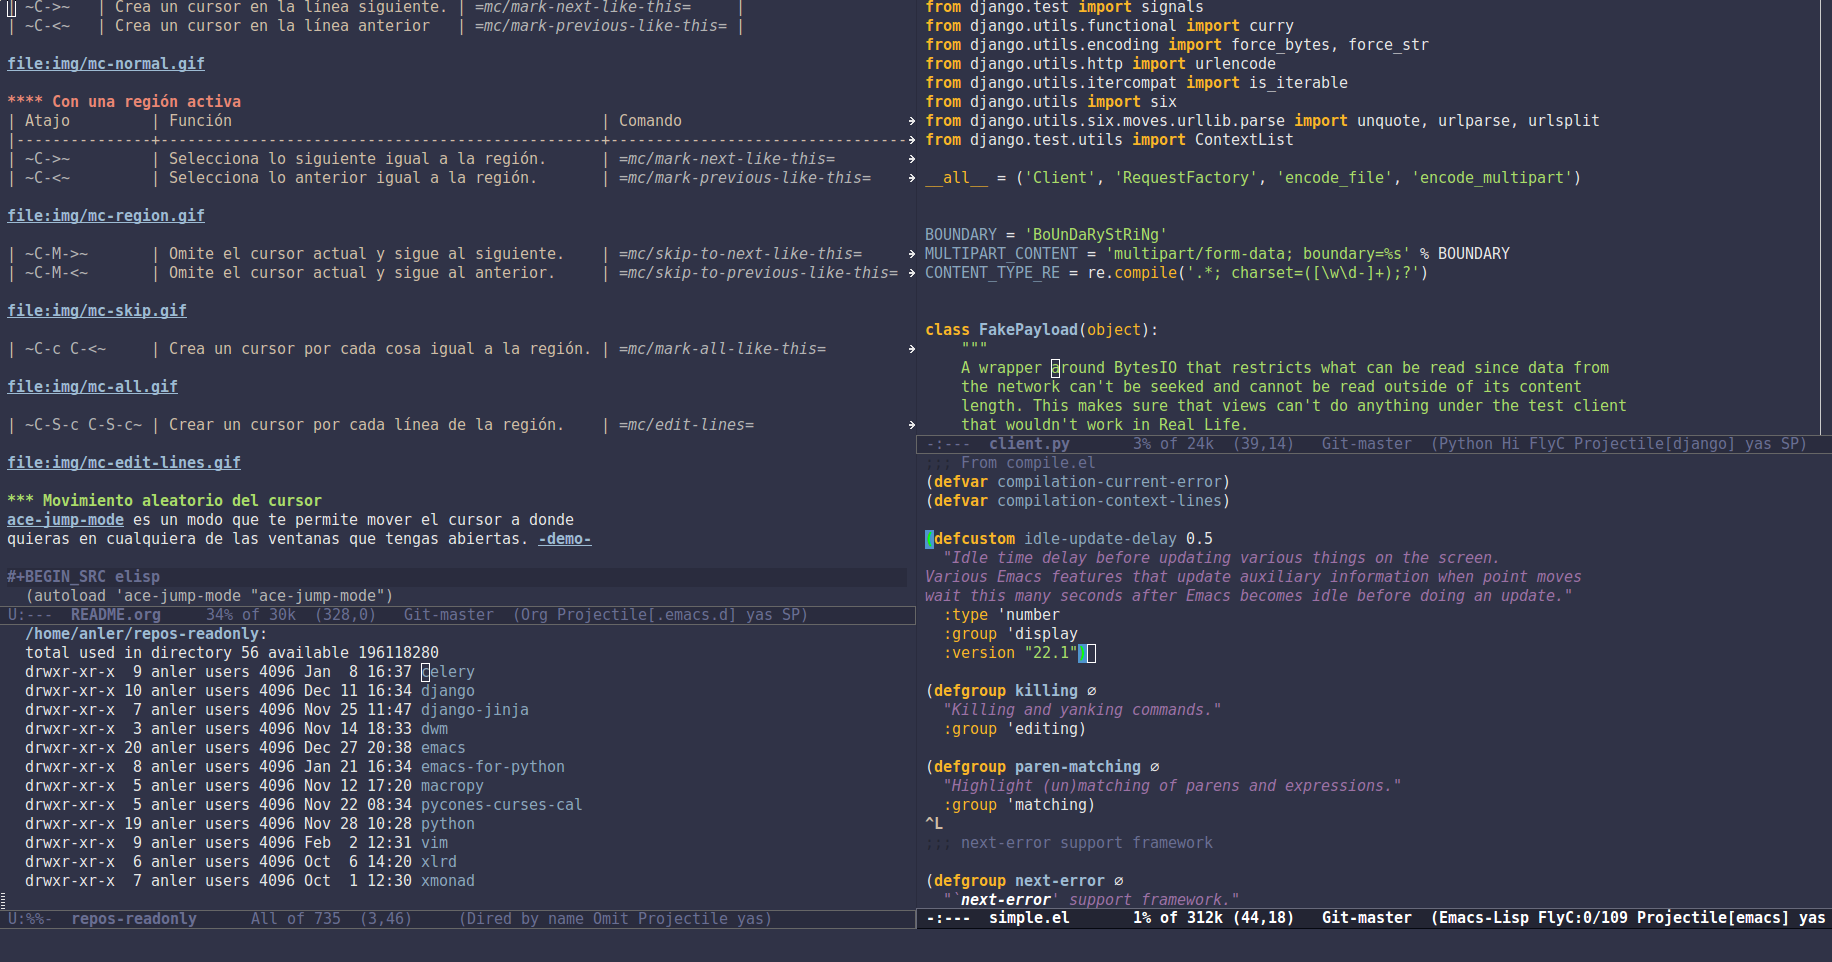 | ~C->~   | Crea un cursor en la línea siguiente. | =mc/mark-next-like-this=     |
| ~C-<~   | Crea un cursor en la línea anterior   | =mc/mark-previous-like-this= |
file:img/mc-normal.gif
**** Con una región activa
| Atajo         | Función                                         | Comando
|---------------+-------------------------------------------------+---------------------------------
| ~C->~         | Selecciona lo siguiente igual a la región.      | =mc/mark-next-like-this=
| ~C-<~         | Selecciona lo anterior igual a la región.       | =mc/mark-previous-like-this=
file:img/mc-region.gif
| ~C-M->~       | Omite el cursor actual y sigue al siguiente.    | =mc/skip-to-next-like-this=
| ~C-M-<~       | Omite el cursor actual y sigue al anterior.     | =mc/skip-to-previous-like-this=
file:img/mc-skip.gif
| ~C-c C-<~     | Crea un cursor por cada cosa igual a la región. | =mc/mark-all-like-this=
file:img/mc-all.gif
| ~C-S-c C-S-c~ | Crear un cursor por cada línea de la región.    | =mc/edit-lines=
file:img/mc-edit-lines.gif
*** Movimiento aleatorio del cursor
ace-jump-mode es un modo que te permite mover el cursor a donde
quieras en cualquiera de las ventanas que tengas abiertas. -demo-
#+BEGIN_SRC elisp
  (autoload 'ace-jump-mode "ace-jump-mode")
U:---  README.org     34% of 30k  (328,0)   Git-master  (Org Projectile[.emacs.d] yas SP)
  /home/anler/repos-readonly:
  total used in directory 56 available 196118280
  drwxr-xr-x  9 anler users 4096 Jan  8 16:37 celery
  drwxr-xr-x 10 anler users 4096 Dec 11 16:34 django
  drwxr-xr-x  7 anler users 4096 Nov 25 11:47 django-jinja
  drwxr-xr-x  3 anler users 4096 Nov 14 18:33 dwm
  drwxr-xr-x 20 anler users 4096 Dec 27 20:38 emacs
  drwxr-xr-x  8 anler users 4096 Jan 21 16:34 emacs-for-python
  drwxr-xr-x  5 anler users 4096 Nov 12 17:20 macropy
  drwxr-xr-x  5 anler users 4096 Nov 22 08:34 pycones-curses-cal
  drwxr-xr-x 19 anler users 4096 Nov 28 10:28 python
  drwxr-xr-x  9 anler users 4096 Feb  2 12:31 vim
  drwxr-xr-x  6 anler users 4096 Oct  6 14:20 xlrd
  drwxr-xr-x  7 anler users 4096 Oct  1 12:30 xmonad
U:%%-  repos-readonly      All of 735  (3,46)     (Dired by name Omit Projectile yas)
from django.test import signals
from django.utils.functional import curry
from django.utils.encoding import force_bytes, force_str
from django.utils.http import urlencode
from django.utils.itercompat import is_iterable
from django.utils import six
from django.utils.six.moves.urllib.parse import unquote, urlparse, urlsplit
from django.test.utils import ContextList
__all__ = ('Client', 'RequestFactory', 'encode_file', 'encode_multipart')
BOUNDARY = 'BoUnDaRyStRiNg'
MULTIPART_CONTENT = 'multipart/form-data; boundary=%s' % BOUNDARY
CONTENT_TYPE_RE = re.compile('.*; charset=([\w\d-]+);?')
class FakePayload(object):
    """
    A wrapper around BytesIO that restricts what can be read since data from
    the network can't be seeked and cannot be read outside of its content
    length. This makes sure that views can't do anything under the test client
    that wouldn't work in Real Life.
-:---  client.py       3% of 24k  (39,14)   Git-master  (Python Hi FlyC Projectile[django] yas SP)
;;; From compile.el
(defvar compilation-current-error)
(defvar compilation-context-lines)
(defcustom idle-update-delay 0.5
  "Idle time delay before updating various things on the screen.
Various Emacs features that update auxiliary information when point moves
wait this many seconds after Emacs becomes idle before doing an update."
  :type 'number
  :group 'display
  :version "22.1")
(defgroup killing ∅
  "Killing and yanking commands."
  :group 'editing)
(defgroup paren-matching ∅
  "Highlight (un)matching of parens and expressions."
  :group 'matching)
^L
;;; next-error support framework
(defgroup next-error ∅
  "`next-error' support framework."
-:---  simple.el       1% of 312k (44,18)   Git-master  (Emacs-Lisp FlyC:0/109 Projectile[emacs] yas